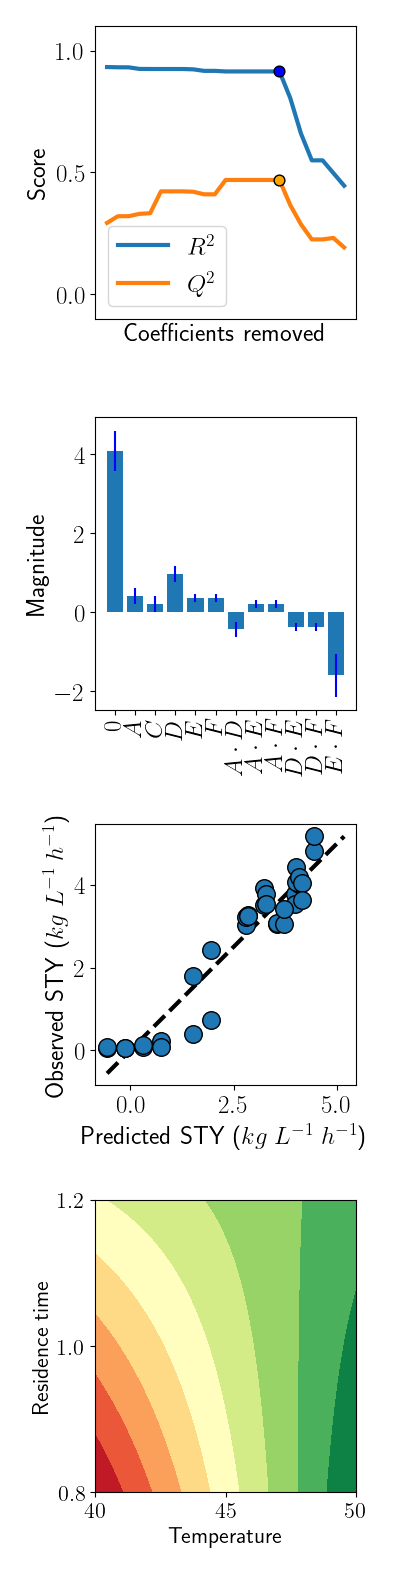 1.0
0.5
0.0
Score
R²
Q²
Coefficients removed
4
2
0
−2
Magnitude
0
A
C
D
E
F
A · D
A · E
A · F
D · E
D · F
E · F
4
2
0
Observed STY (kg L⁻¹ h⁻¹)
0.0 2.5 5.0
Predicted STY (kg L⁻¹ h⁻¹)
1.2
1.0
0.8
Residence time
40 45 50
Temperature